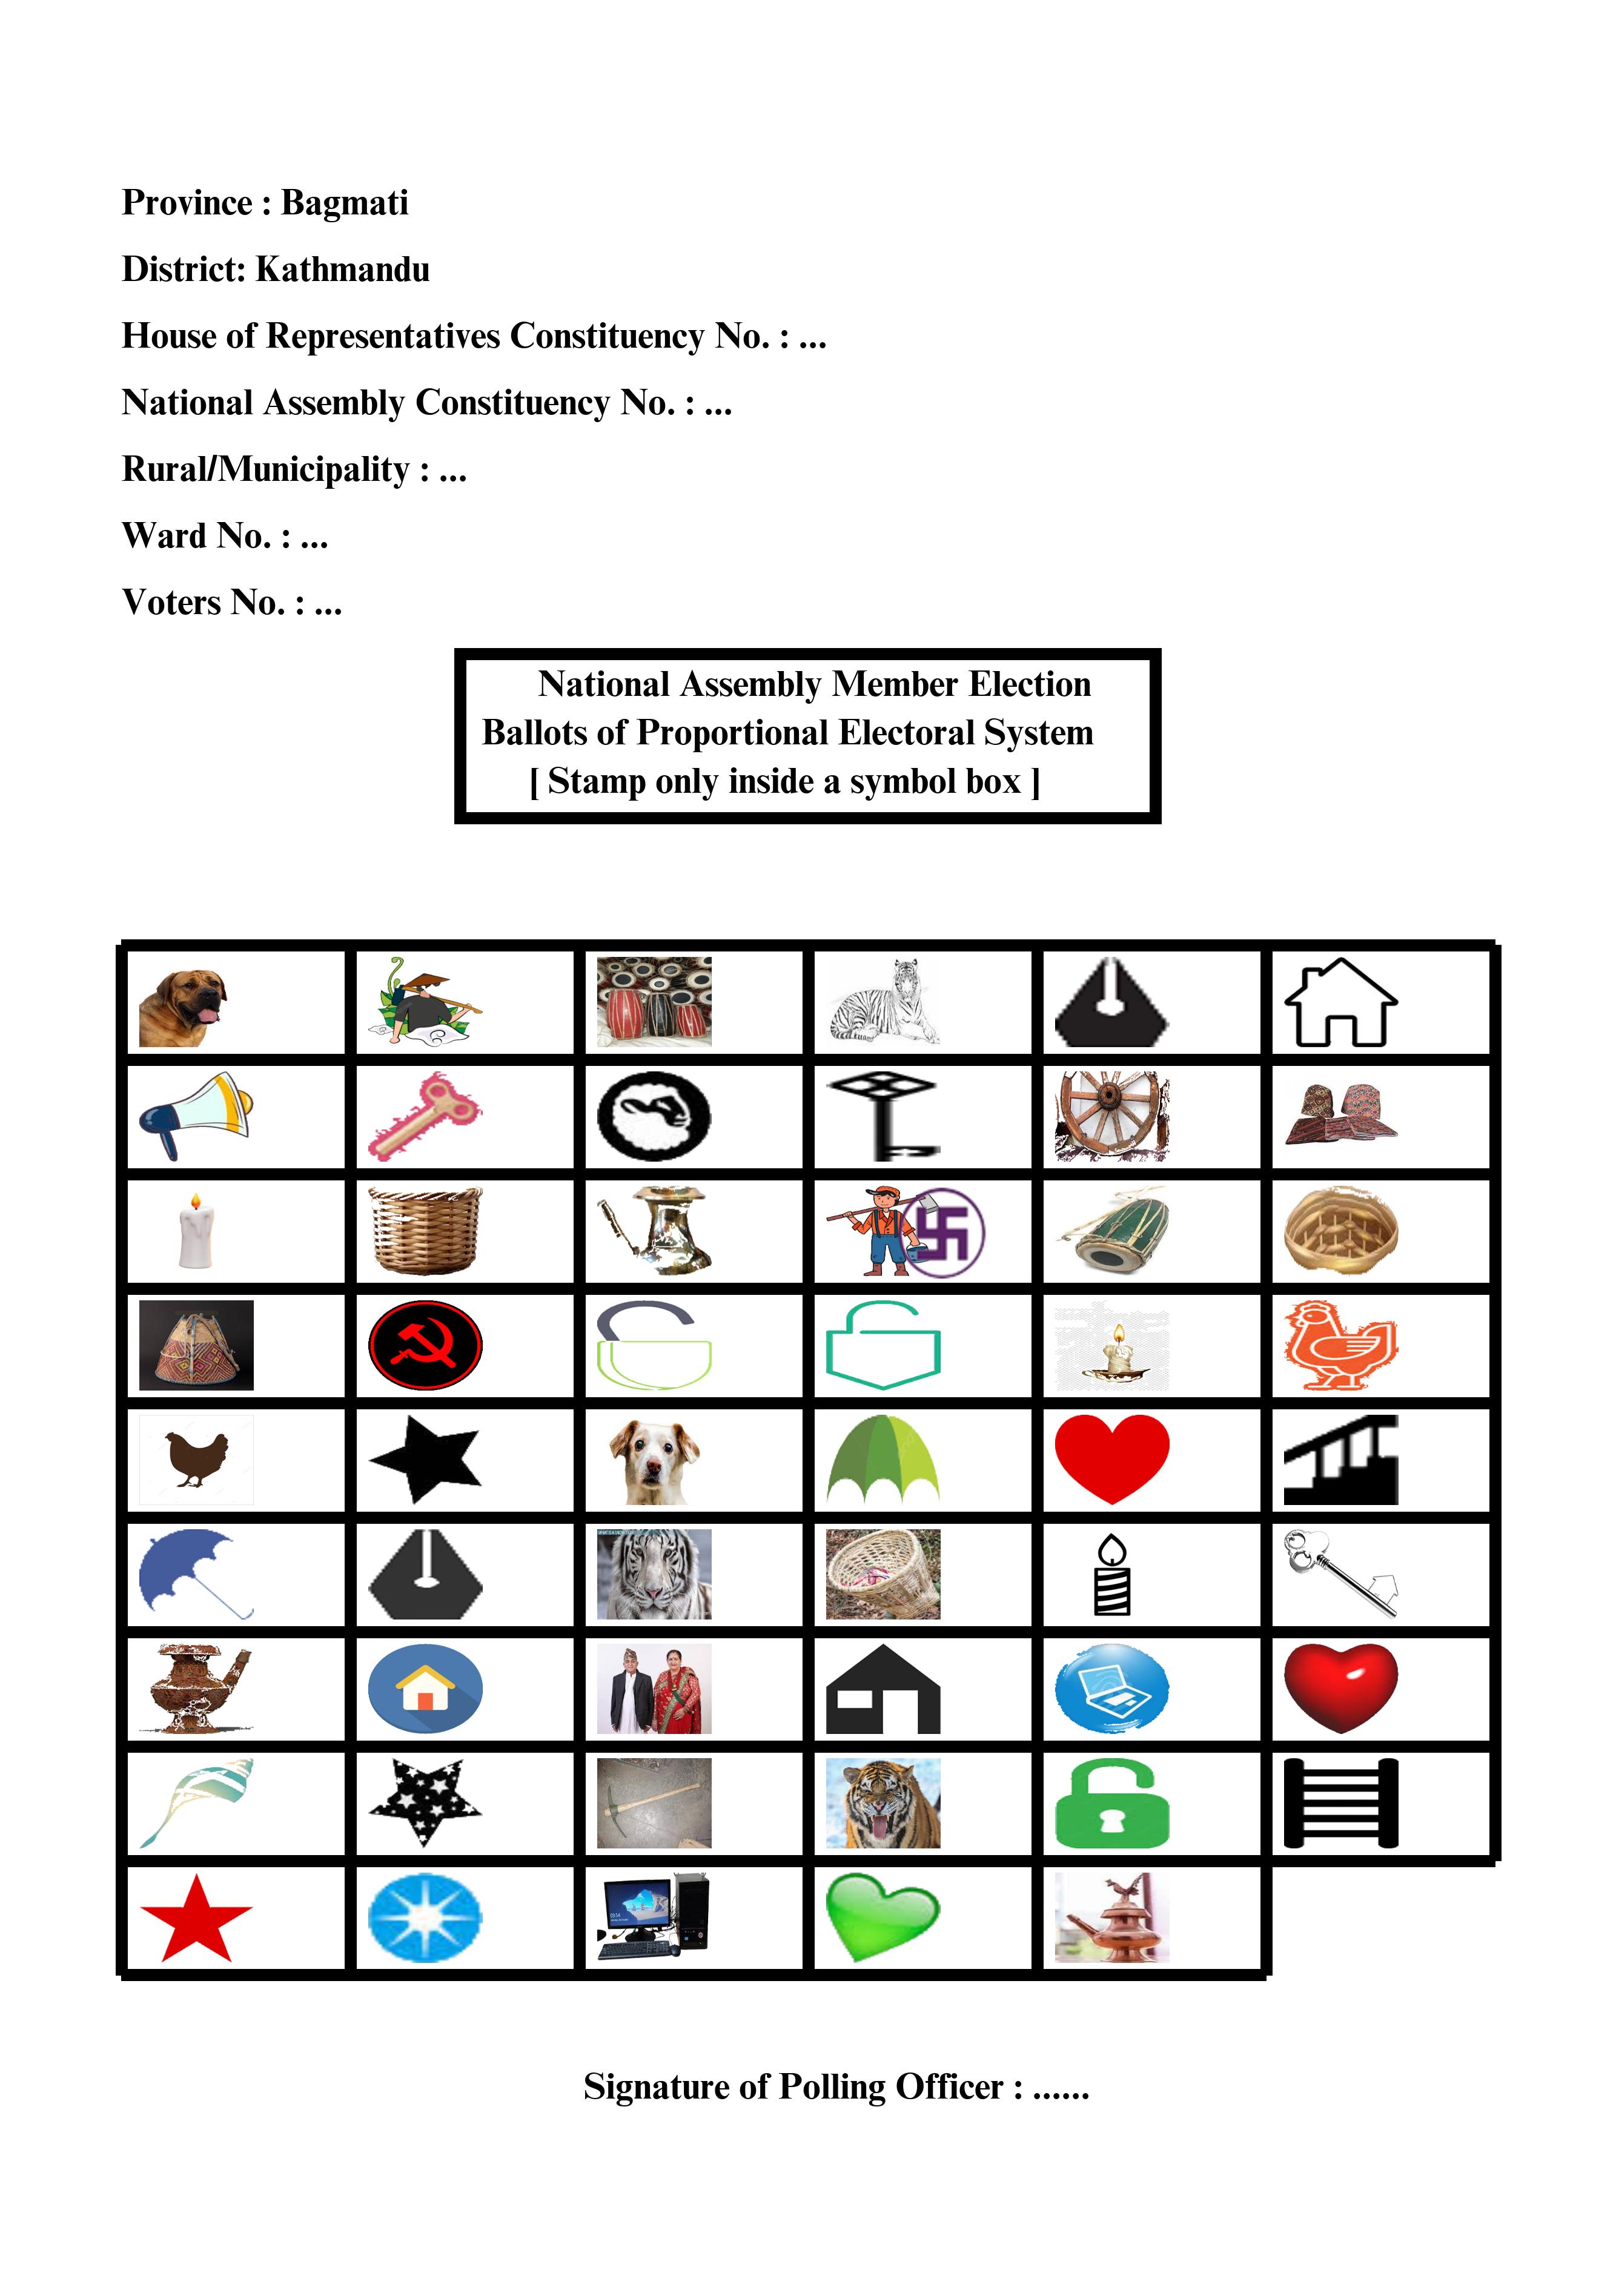 Province : Bagmati
District: Kathmandu
House of Representatives Constituency No. : ...
National Assembly Constituency No. : ...
Rural/Municipality : ...
Ward No. : ...
Voters No. : ...
National Assembly Member Election
Ballots of Proportional Electoral System
[ Stamp only inside a symbol box ]
Signature of Polling Officer : ......